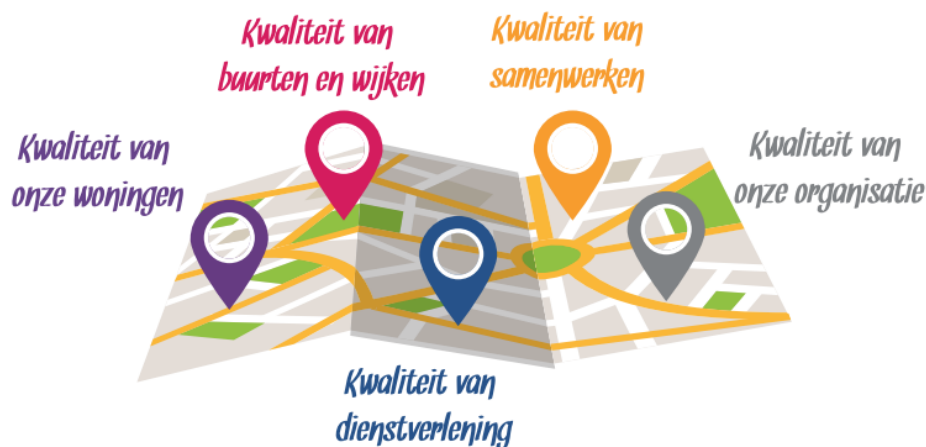 Kwaliteit van
buurten en wijken
Kwaliteit van
samenwerken
Kwaliteit van
onze woningen
Kwaliteit van
onze organisatie
Kwaliteit van
dienstverlening